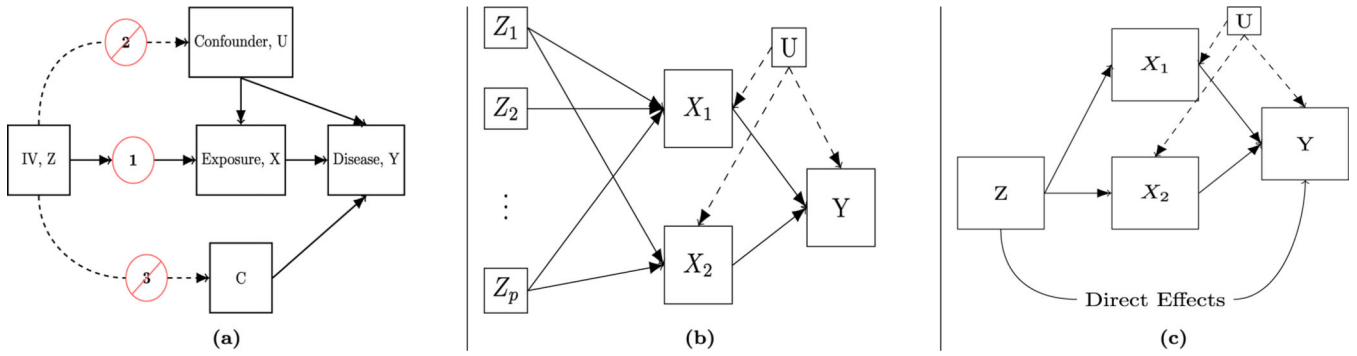 2
Confounder, U
IV, Z
1
Exposure, X
Disease, Y
3
C
(a)
Z1
Z2
⋮
Zp
X1
X2
U
Y
(b)
U
X1
X2
Z
Y
Direct Effects
(c)